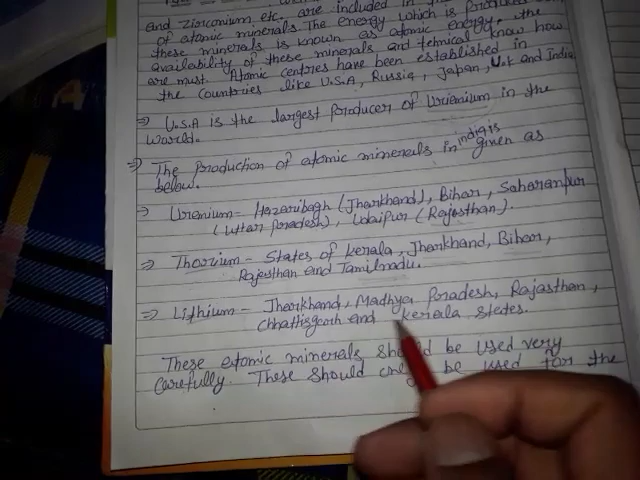 and zirconium etc. are included in
of atomic minerals. The energy which is produced
these minerals is known as atomic energy. the
availability of these minerals and tehnical know how
are must. Atomic centres have been established in
the countries like U.S.A, Russia, Japan, U.K and India
⇒ U.S.A is the largest producer of Uranium in the
world.
⇒ The production of atomic minerals in india is given as
below.
⇒ Uranium - Hazaribagh (Jharkhand), Bihar, Saharanpur
(Uttar pradesh), Udaipur (Rajasthan).
⇒ Thorium - States of Kerala, Jharkhand, Bihar,
Rajasthan and Tamilnadu.
⇒ Lithium - Jharkhand, Madhya Pradesh, Rajasthan,
Chhattisgarh and Kerala states.
These atomic minerals should be used very
carefully. These should only be used for the